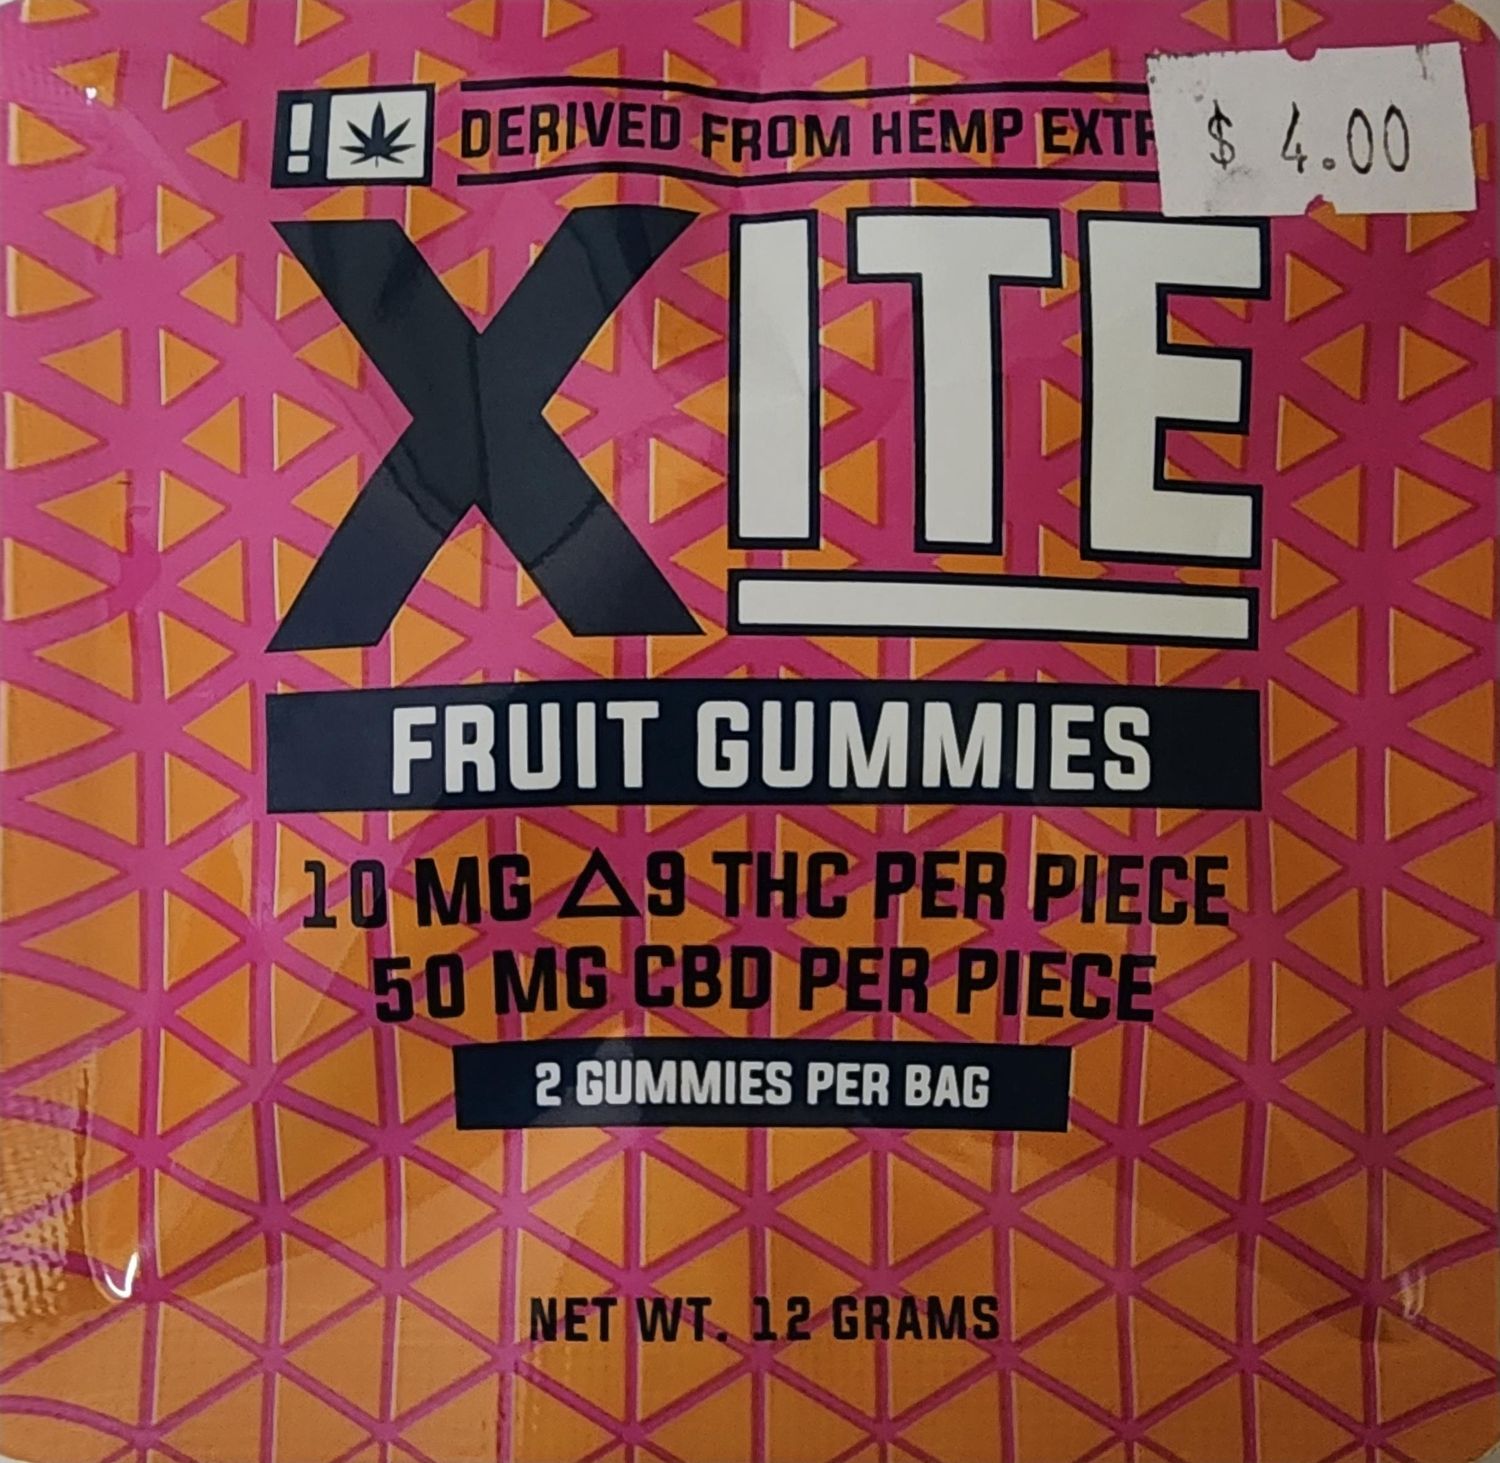 ! DERIVED FROM HEMP
$ 4.00
XITE
FRUIT GUMMIES
10 MG Δ9 THC PER PIECE
50 MG CBD PER PIECE
2 GUMMIES PER BAG
NET WT. 12 GRAMS